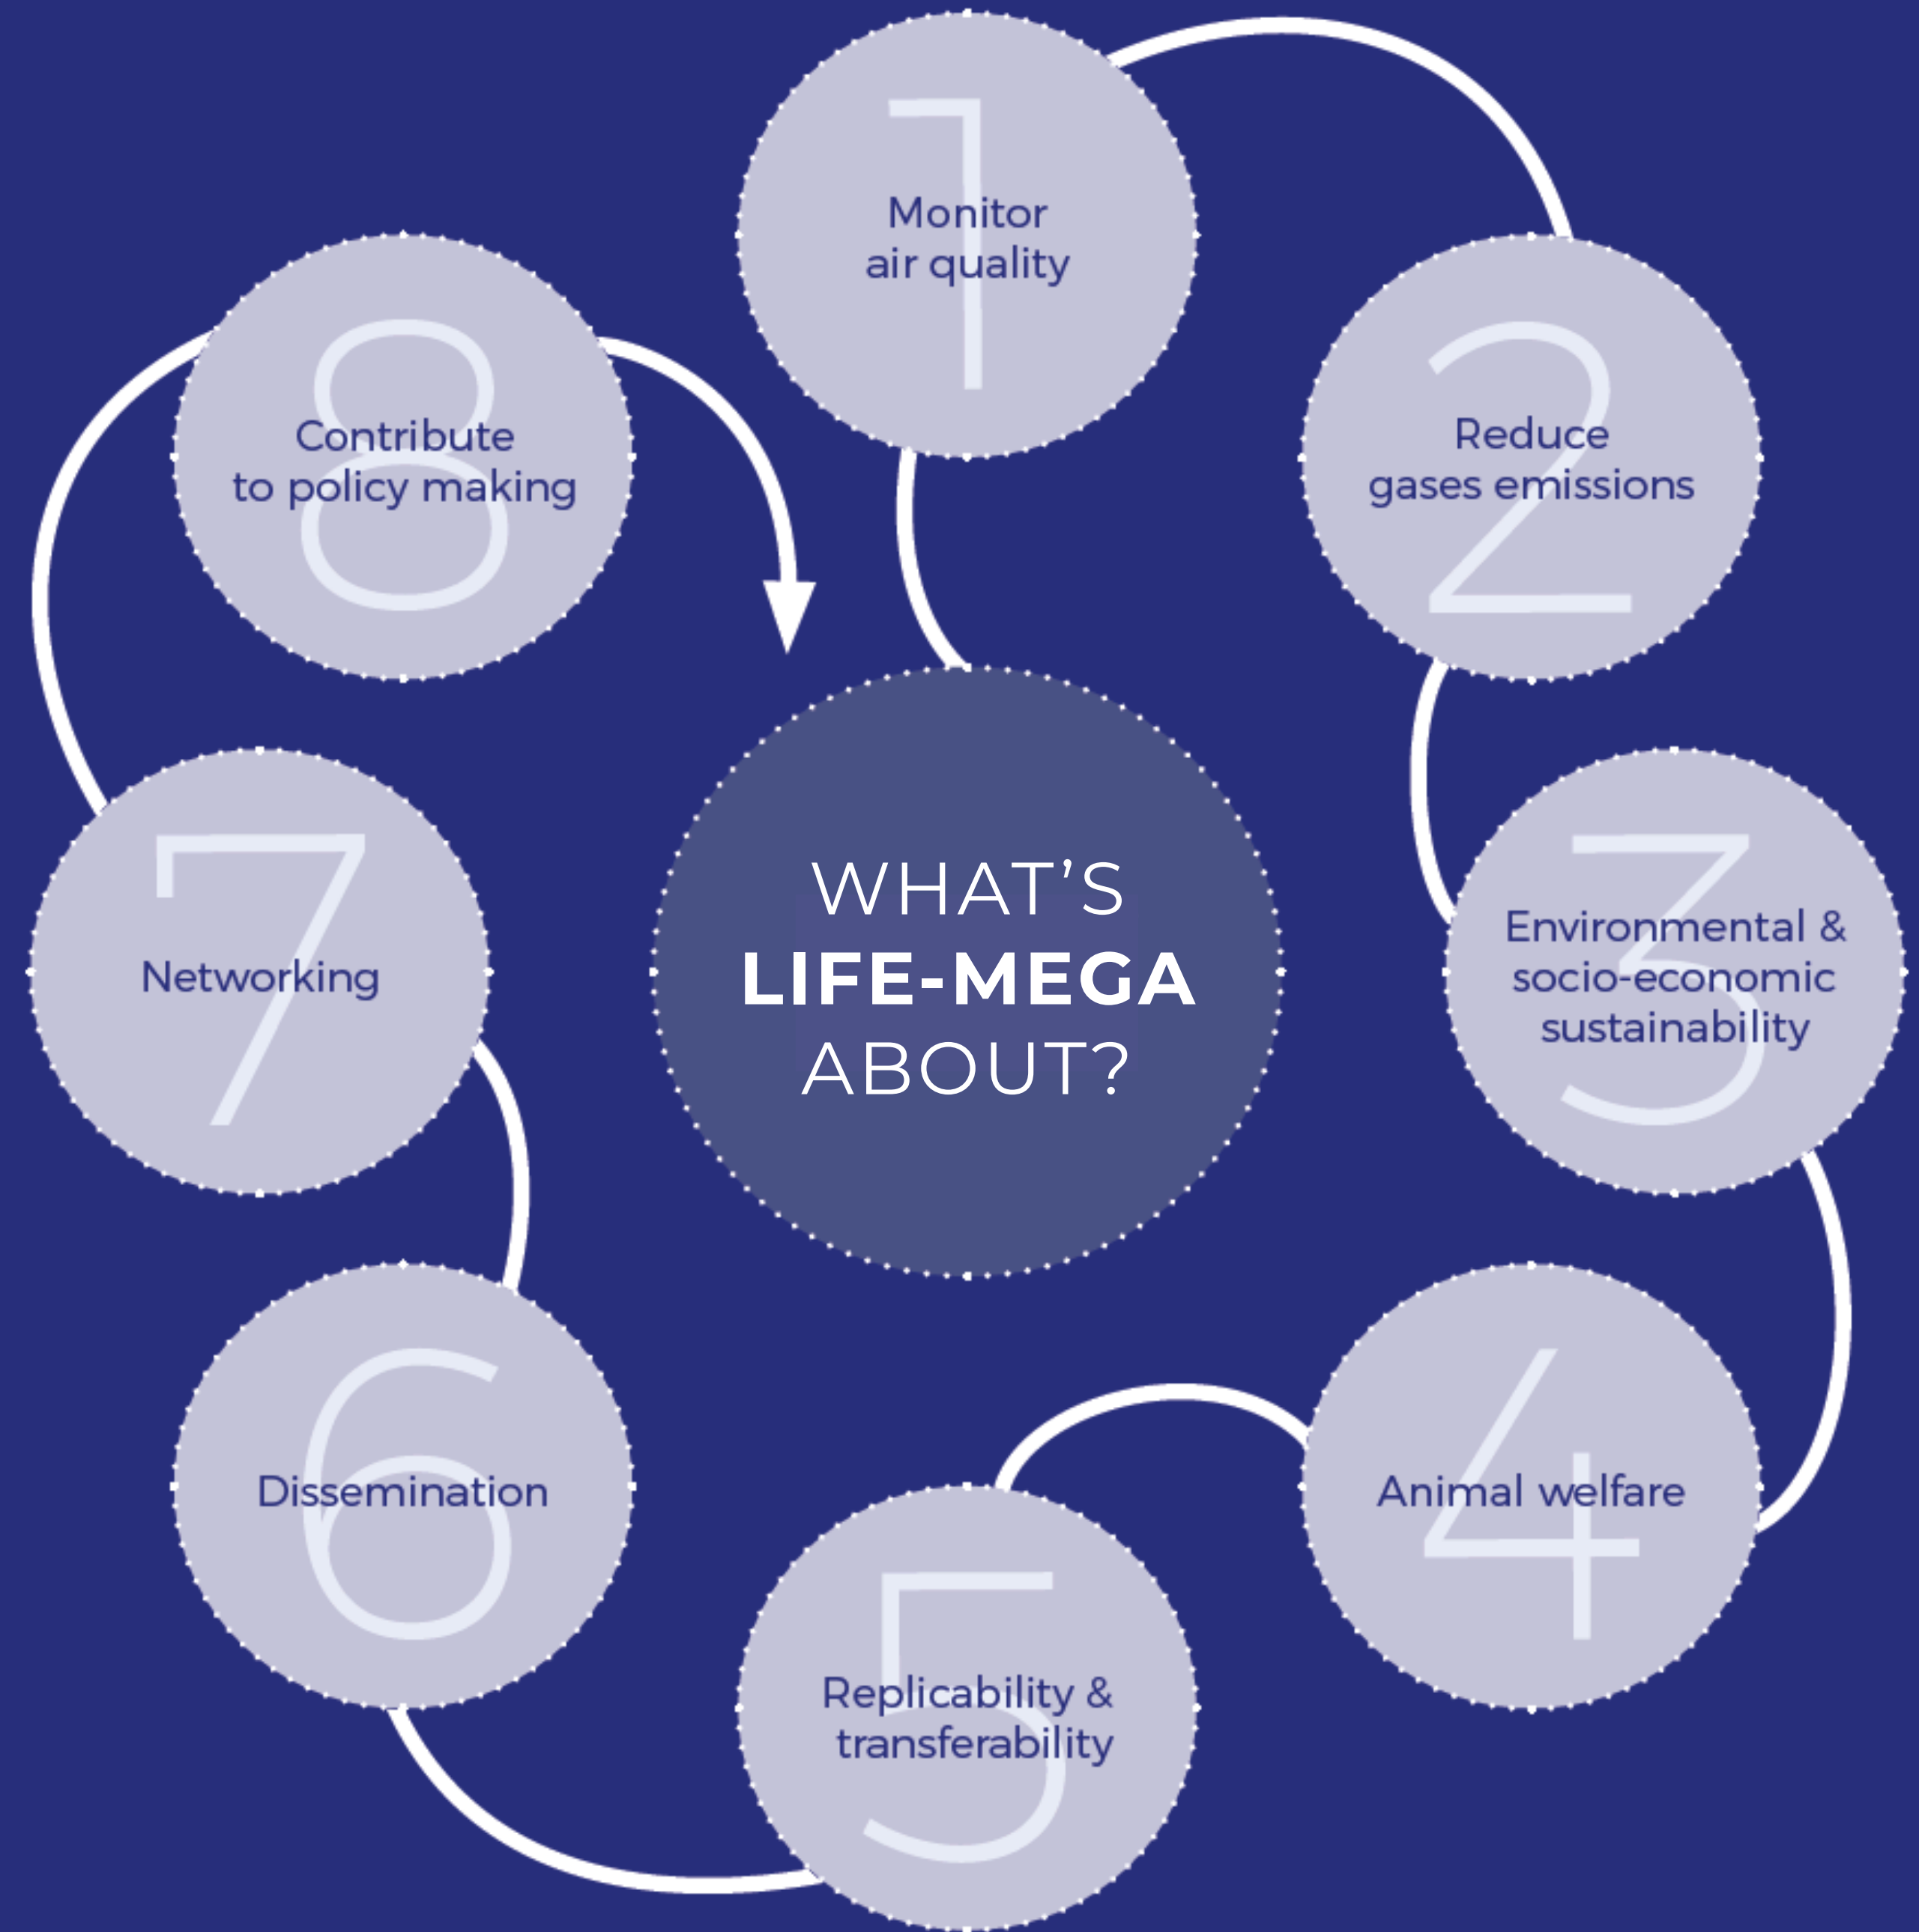 WHAT’S
LIFE-MEGA
ABOUT?
1
Monitor
air quality
2
Reduce
gases emissions
3
Environmental &
socio-economic
sustainability
4
Animal welfare
5
Replicability &
transferability
6
Dissemination
7
Networking
8
Contribute
to policy making